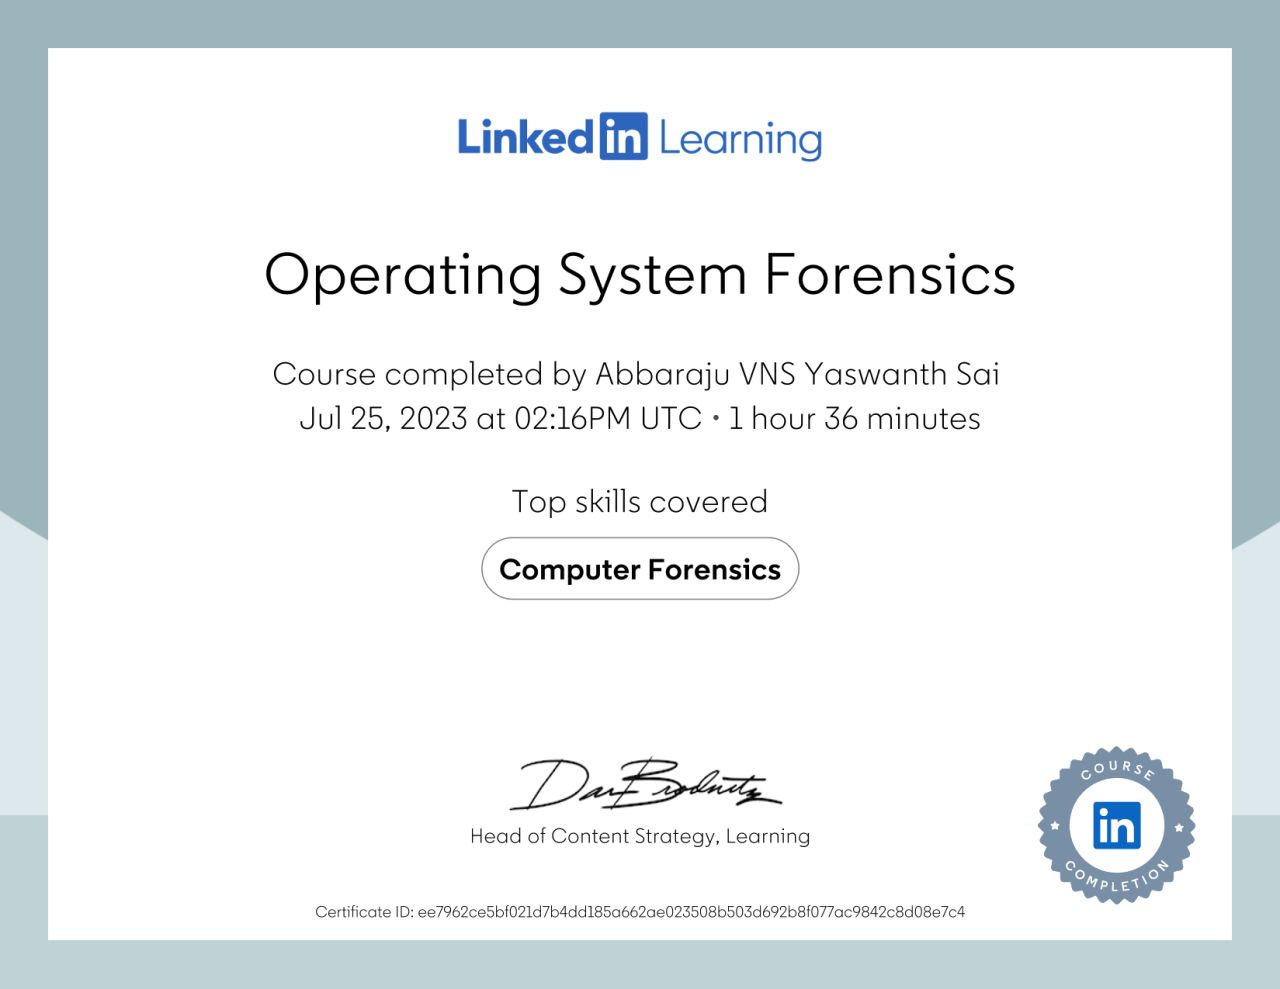 Linked in Learning
Operating System Forensics
Course completed by Abbaraju VNS Yaswanth Sai
Jul 25, 2023 at 02:16PM UTC • 1 hour 36 minutes
Top skills covered
Computer Forensics
Dan Brodnitz
Head of Content Strategy, Learning
COURSE
in
COMPLETION
Certificate ID: ee7962ce5bf021d7b4dd185a662ae023508b503d692b8f077ac9842c8d08e7c4